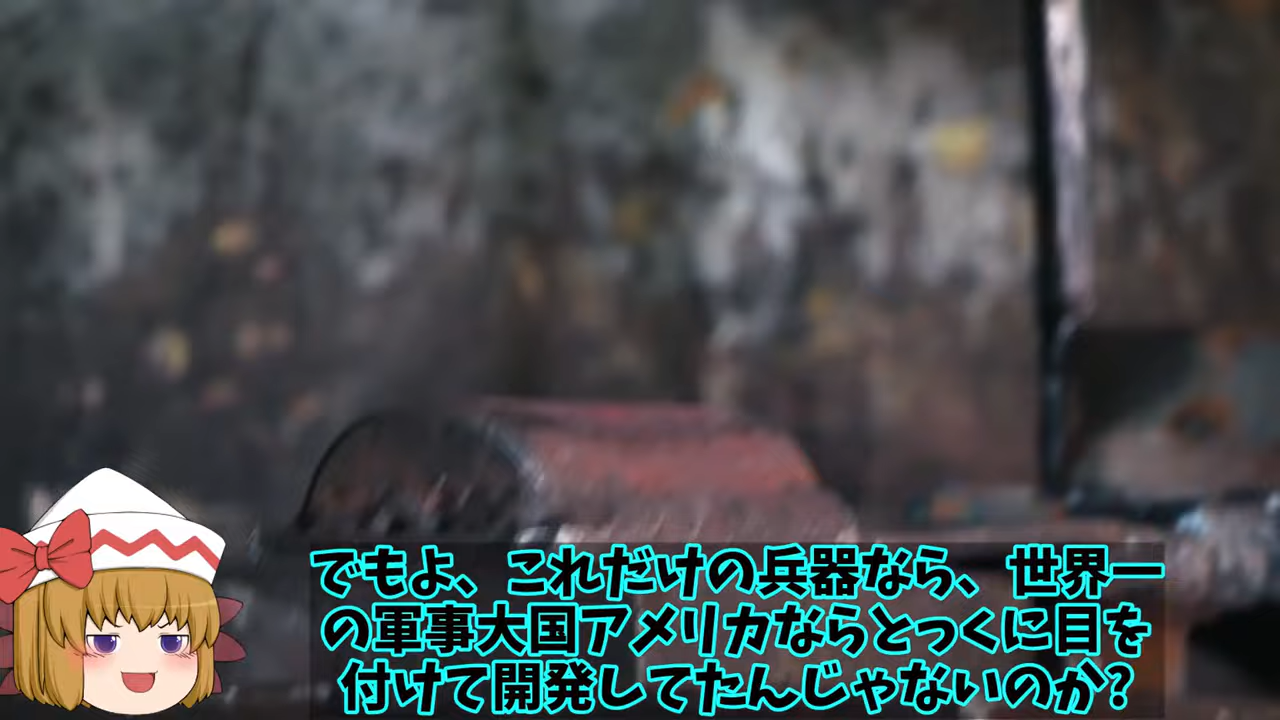 でもよ、これだけの兵器なら、世界一
の軍事大国アメリカならとっくに目を
付けて開発してたんじゃないのか?